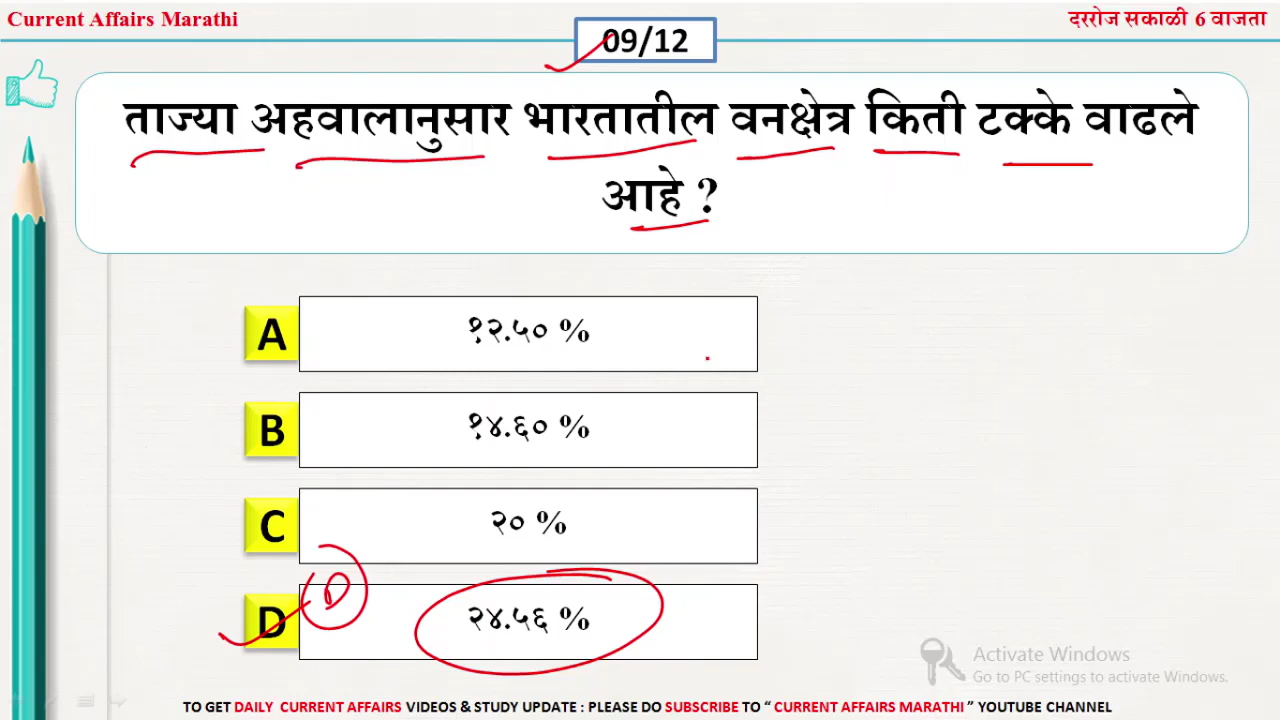 Current Affairs Marathi
दररोज सकाळी 6 वाजता
09/12
ताज्या अहवालानुसार भारतातील वनक्षेत्र किती टक्के वाढले
आहे ?
A १२.५० %
B १४.६० %
C २० %
D २४.५६ %
D
Activate Windows
Go to PC settings to activate Windows.
TO GET DAILY CURRENT AFFAIRS VIDEOS & STUDY UPDATE : PLEASE DO SUBSCRIBE TO “ CURRENT AFFAIRS MARATHI ” YOUTUBE CHANNEL